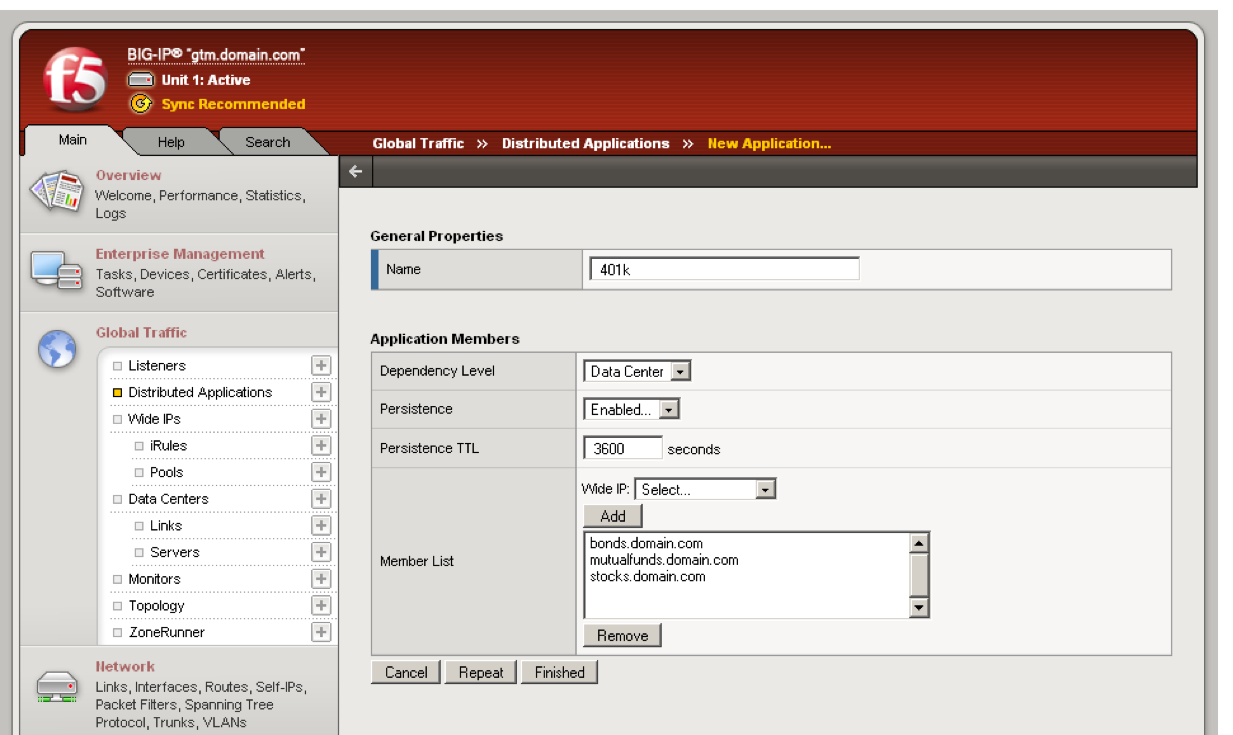 f5
BIG-IP® "gtm.domain.com"
Unit 1: Active
Sync Recommended
Main
Help
Search
Global Traffic » Distributed Applications » New Application...
Overview
Welcome, Performance, Statistics,
Logs
Enterprise Management
Tasks, Devices, Certificates, Alerts,
Software
Global Traffic
Listeners
Distributed Applications
Wide IPs
iRules
Pools
Data Centers
Links
Servers
Monitors
Topology
ZoneRunner
Network
Links, Interfaces, Routes, Self-IPs,
Packet Filters, Spanning Tree
Protocol, Trunks, VLANs
General Properties
Name 401k
Application Members
Dependency Level Data Center
Persistence Enabled...
Persistence TTL 3600 seconds
Member List
Wide IP: Select...
Add
bonds.domain.com
mutualfunds.domain.com
stocks.domain.com
Remove
Cancel Repeat Finished